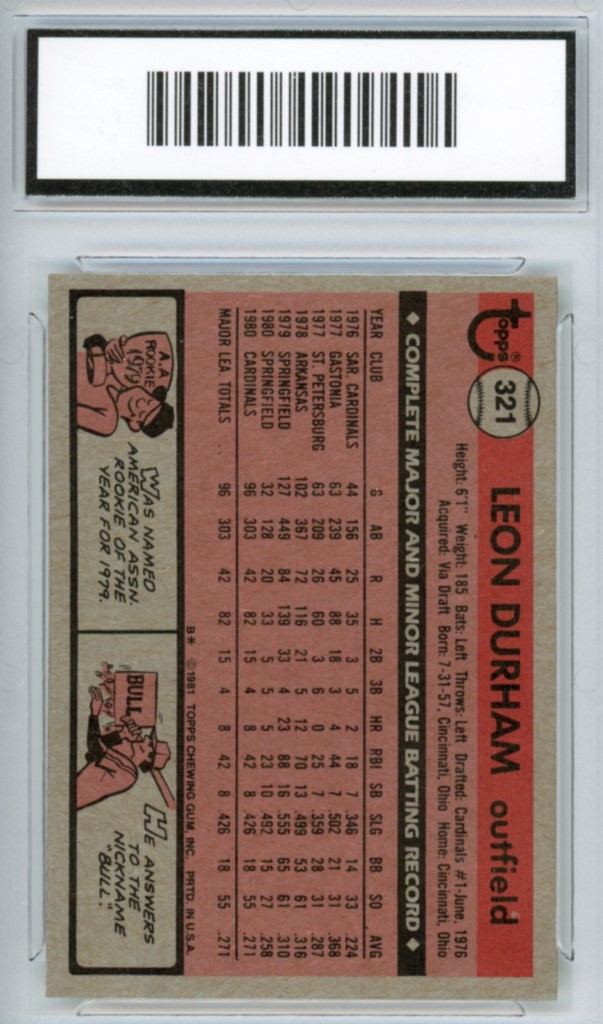 topps®
321
LEON DURHAM outfield
Height: 6'1" Weight: 185 Bats: Left Throws: Left Drafted: Cardinals #1-June, 1976
Acquired: Via Draft Born: 7-31-57, Cincinnati, Ohio Home: Cincinnati, Ohio
◆ COMPLETE MAJOR AND MINOR LEAGUE BATTING RECORD ◆
YEAR CLUB G AB R H 2B 3B HR RBI SB SLG BB SO AVG
1976 SAR. CARDINALS 44 156 25 35 3 5 2 18 7 .346 14 33 .224
1977 GASTONIA 63 239 45 88 18 3 4 44 7 .502 21 31 .368
1977 ST. PETERSBURG 63 209 26 60 3 6 0 25 7 .359 28 31 .287
1978 ARKANSAS 102 367 72 116 21 5 12 70 13 .499 53 61 .316
1979 SPRINGFIELD 127 449 84 139 33 4 23 88 16 .555 65 61 .310
1980 SPRINGFIELD 32 128 20 33 5 5 5 23 10 .492 15 27 .258
1980 CARDINALS 96 303 42 82 15 4 8 42 8 .426 18 55 .271
MAJOR LEA TOTALS 96 303 42 82 15 4 8 42 8 .426 18 55 .271
B* © 1981 TOPPS CHEWING GUM, INC. PRTD. IN U.S.A.
A.A.
ROOKIE
1979
WAS NAMED
AMERICAN ASSN.
ROOKIE OF THE
YEAR FOR 1979.
BULL
HE ANSWERS
TO THE
NICKNAME
"BULL."